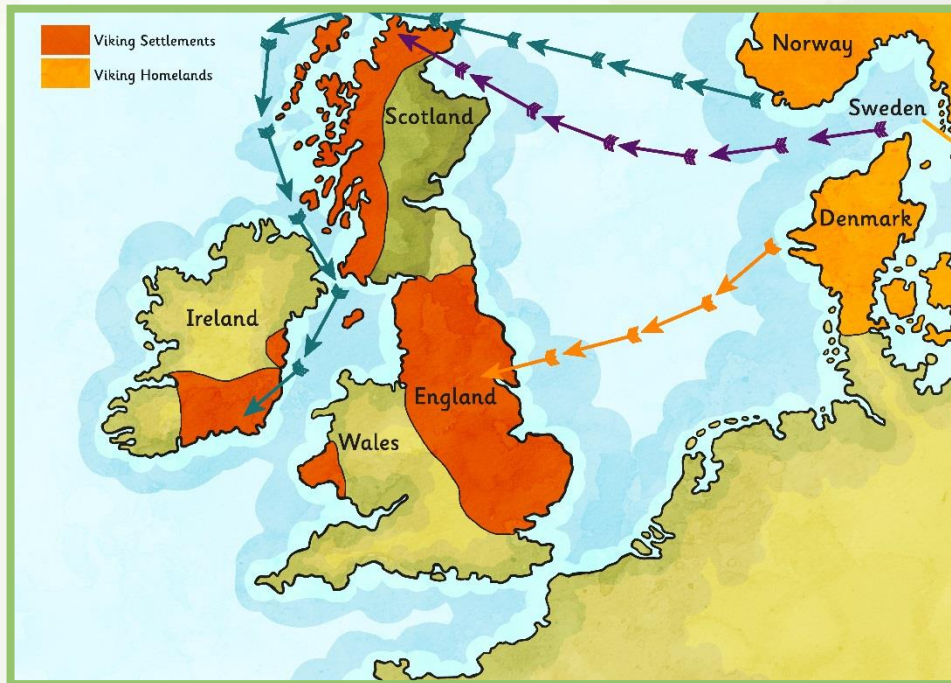 Viking Settlements
Viking Homelands
Norway
Sweden
Scotland
Denmark
Ireland
England
Wales